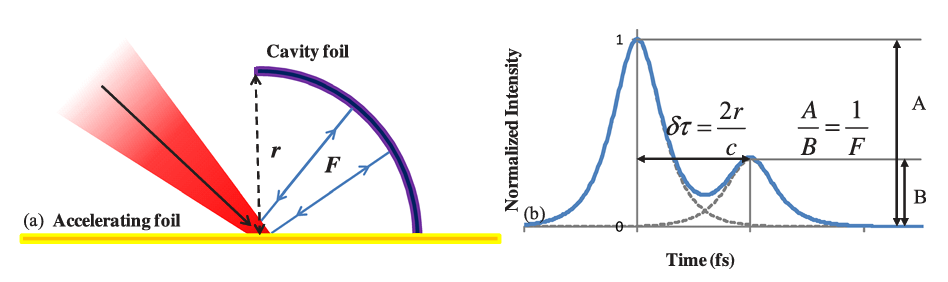 Cavity foil
r
F
(a) Accelerating foil
Normalized Intensity
1
δτ = 2r/c
A/B = 1/F
A
B
(b)
0
Time (fs)